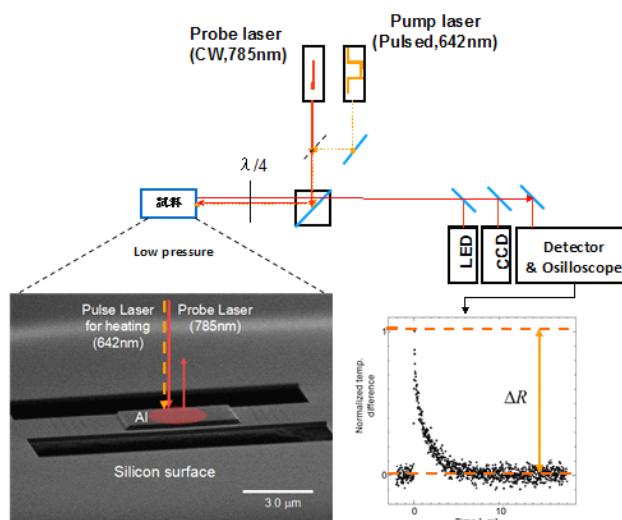 Probe laser
(CW,785nm)
Pump laser
(Pulsed,642nm)
λ/4
試料
Low pressure
LED
CCD
Detector
& Osilloscope
Pulse Laser
for heating
(642nm)
Probe Laser
(785nm)
Al
Silicon surface
3.0 μm
Normalized temp.
difference
1
0
ΔR
0
10